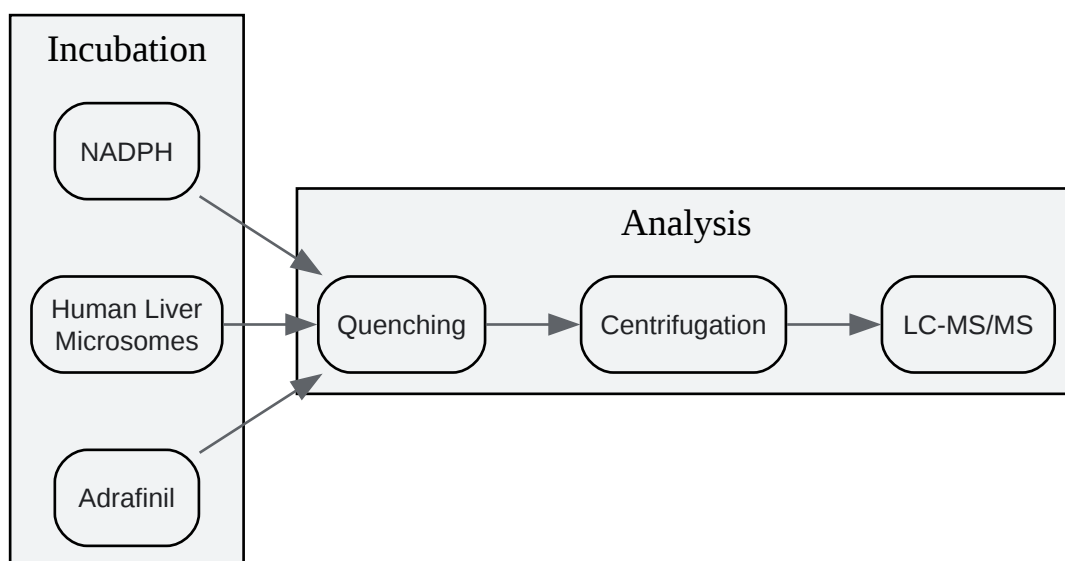 Incubation
NADPH
Human Liver
Microsomes
Adrafinil
Analysis
Quenching
Centrifugation
LC-MS/MS